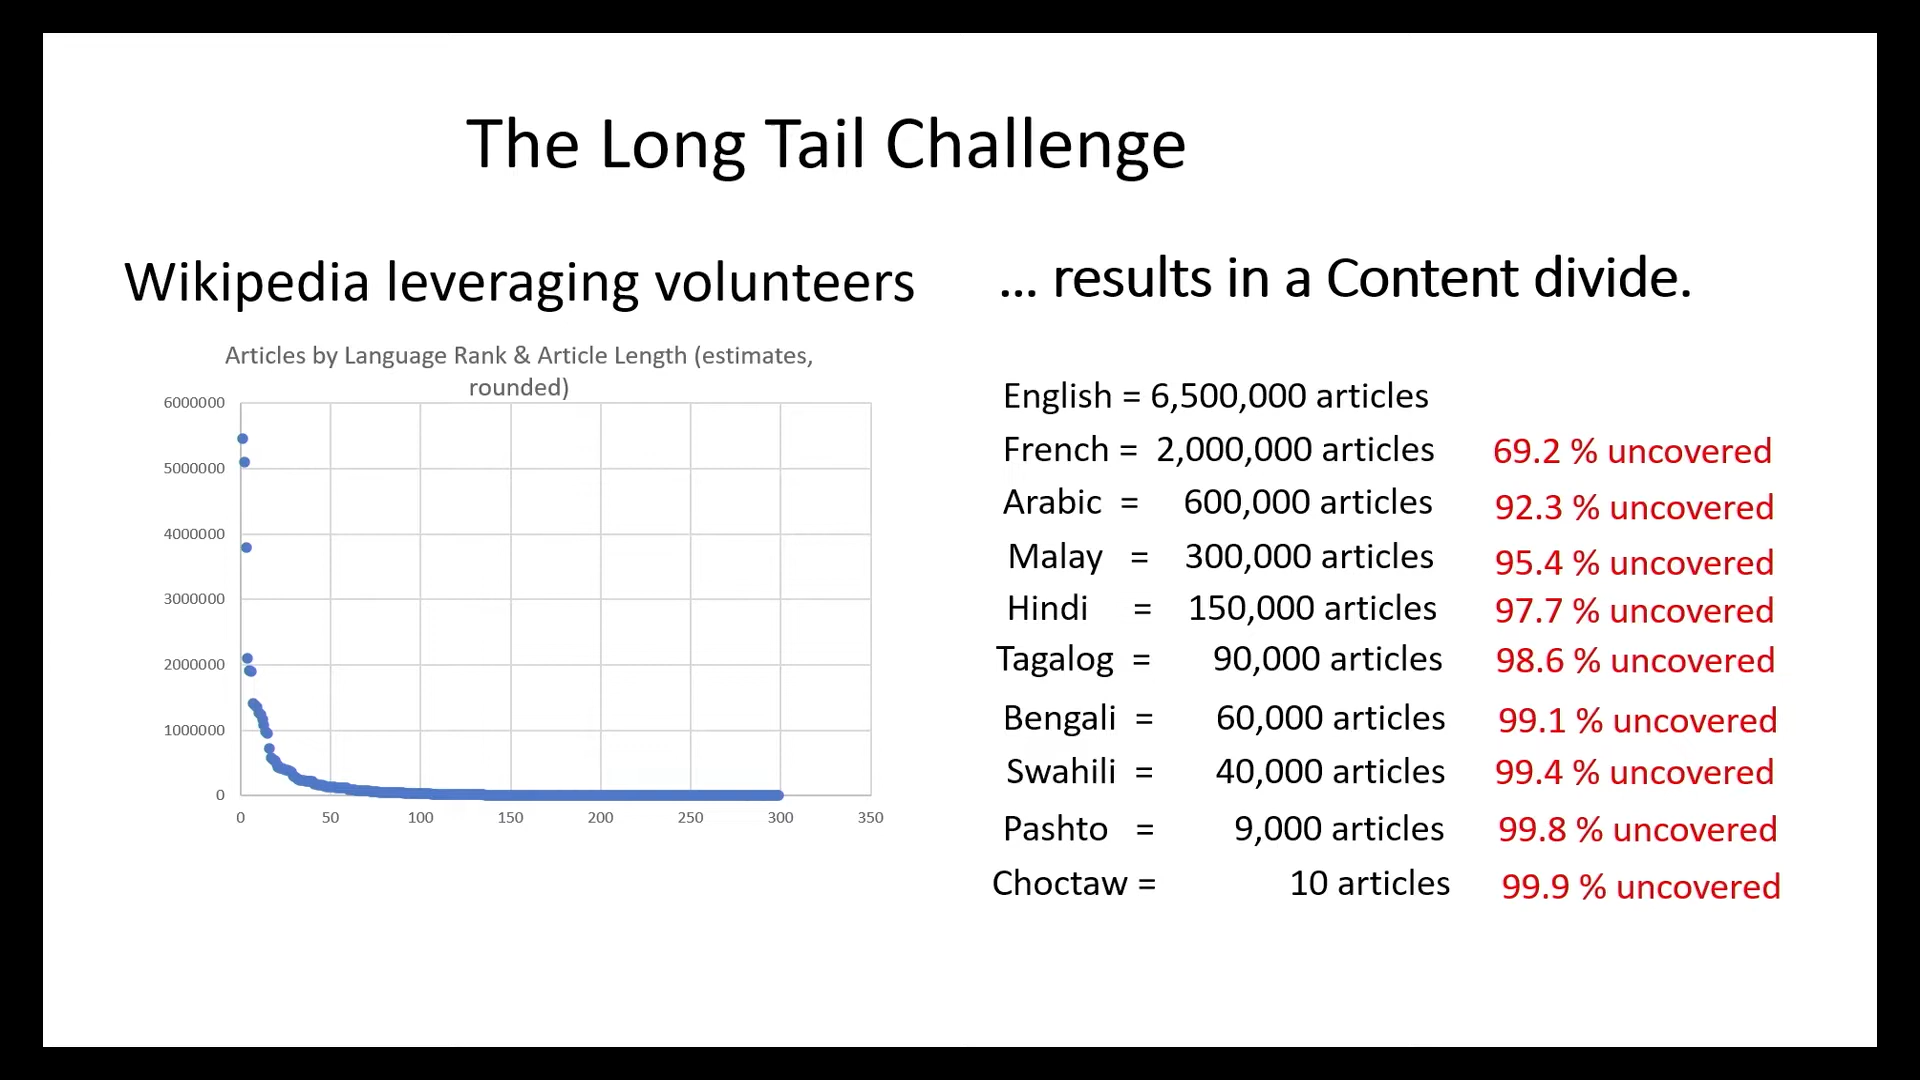 The Long Tail Challenge
Wikipedia leveraging volunteers
Articles by Language Rank & Article Length (estimates,
rounded)
6000000
5000000
4000000
3000000
2000000
1000000
0
0 50 100 150 200 250 300 350
... results in a Content divide.
English = 6,500,000 articles
French = 2,000,000 articles 69.2 % uncovered
Arabic = 600,000 articles 92.3 % uncovered
Malay = 300,000 articles 95.4 % uncovered
Hindi = 150,000 articles 97.7 % uncovered
Tagalog = 90,000 articles 98.6 % uncovered
Bengali = 60,000 articles 99.1 % uncovered
Swahili = 40,000 articles 99.4 % uncovered
Pashto = 9,000 articles 99.8 % uncovered
Choctaw = 10 articles 99.9 % uncovered